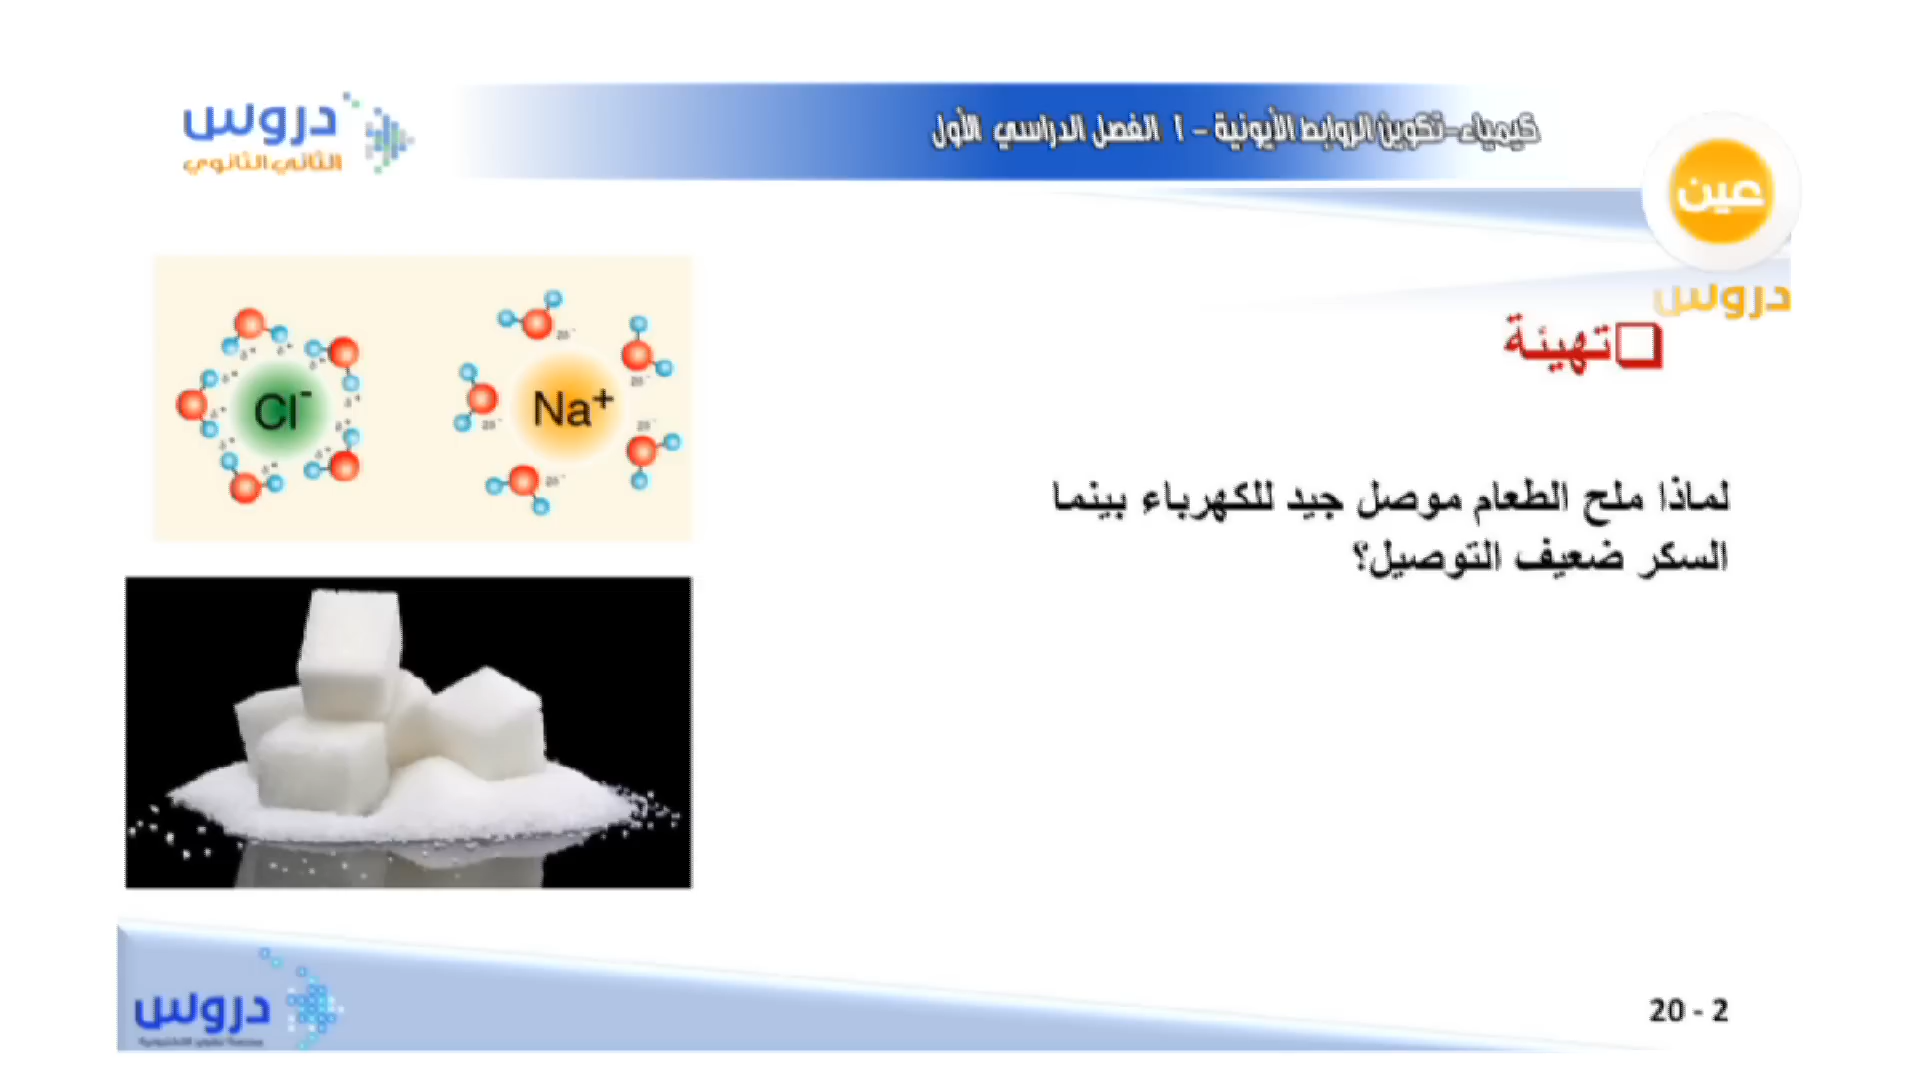 كيمياء-تكوين الروابط الأيونية - 1 الفصل الدراسي الأول
دروس
الثاني الثانوي
عين
دروس
تهيئة
لماذا ملح الطعام موصل جيد للكهرباء بينما
السكر ضعيف التوصيل؟
Cl⁻
Na⁺
دروس
20 - 2